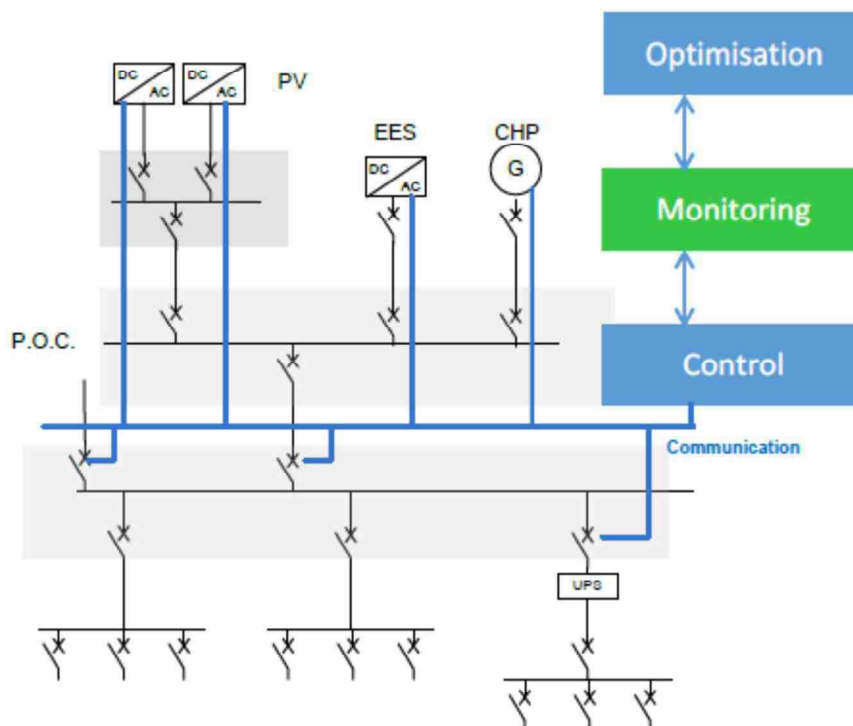 Optimisation
DC
AC
DC
AC
PV
EES
CHP
DC
AC
G
Monitoring
P.O.C.
Control
Communication
UPS